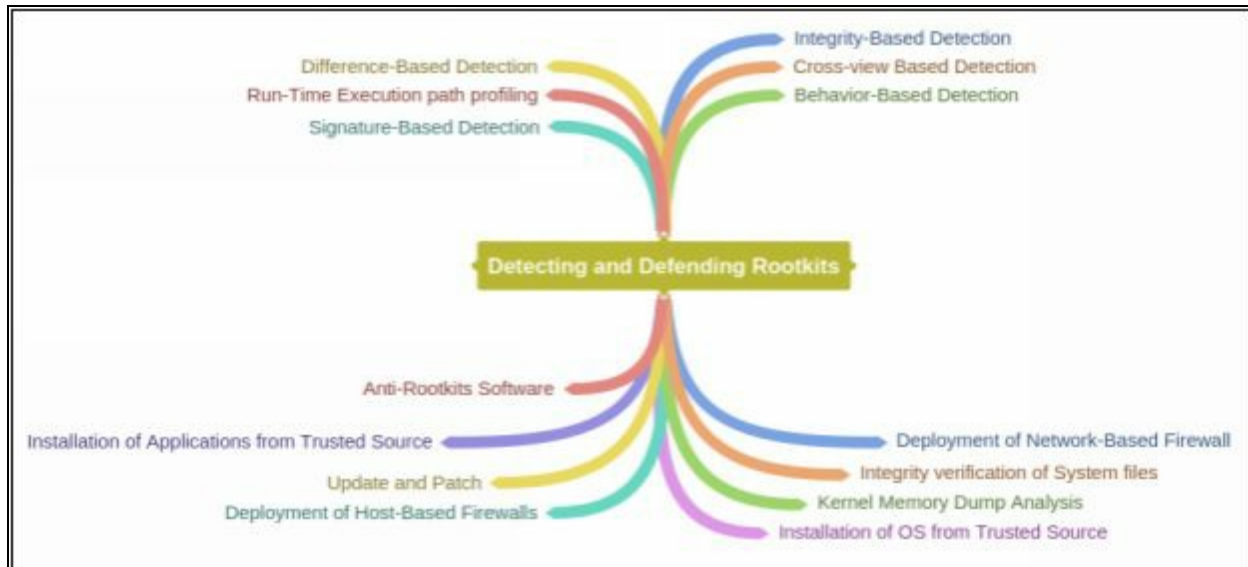 Integrity-Based Detection
Difference-Based Detection
Cross-view Based Detection
Run-Time Execution path profiling
Behavior-Based Detection
Signature-Based Detection
Detecting and Defending Rootkits
Anti-Rootkits Software
Installation of Applications from Trusted Source
Deployment of Network-Based Firewall
Integrity verification of System files
Update and Patch
Kernel Memory Dump Analysis
Deployment of Host-Based Firewalls
Installation of OS from Trusted Source